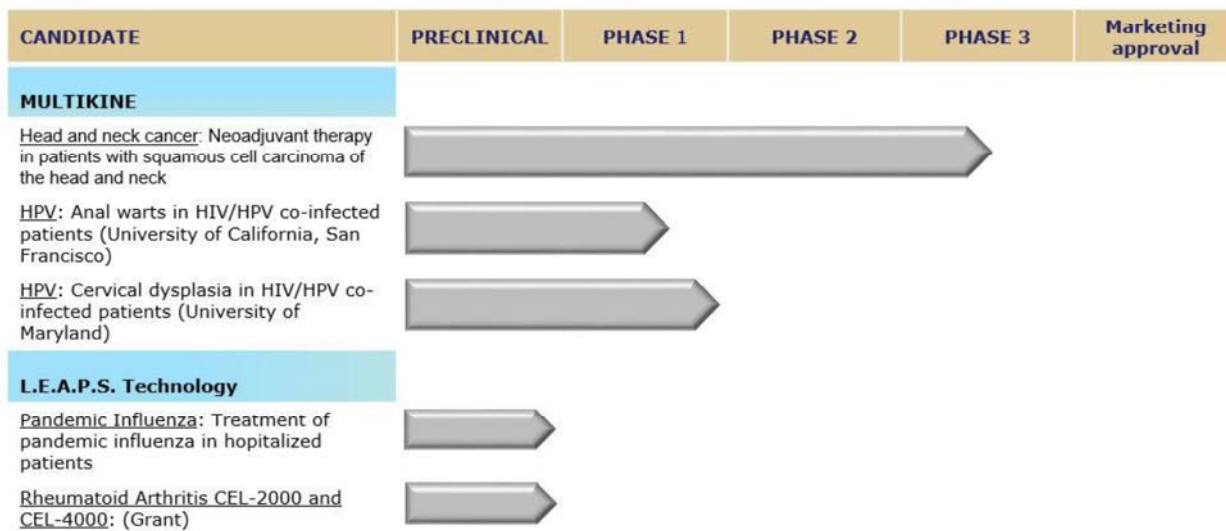 CANDIDATE PRECLINICAL PHASE 1 PHASE 2 PHASE 3 Marketing approval
MULTIKINE
Head and neck cancer: Neoadjuvant therapy
in patients with squamous cell carcinoma of
the head and neck
HPV: Anal warts in HIV/HPV co-infected
patients (University of California, San
Francisco)
HPV: Cervical dysplasia in HIV/HPV co-
infected patients (University of
Maryland)
L.E.A.P.S. Technology
Pandemic Influenza: Treatment of
pandemic influenza in hopitalized
patients
Rheumatoid Arthritis CEL-2000 and
CEL-4000: (Grant)